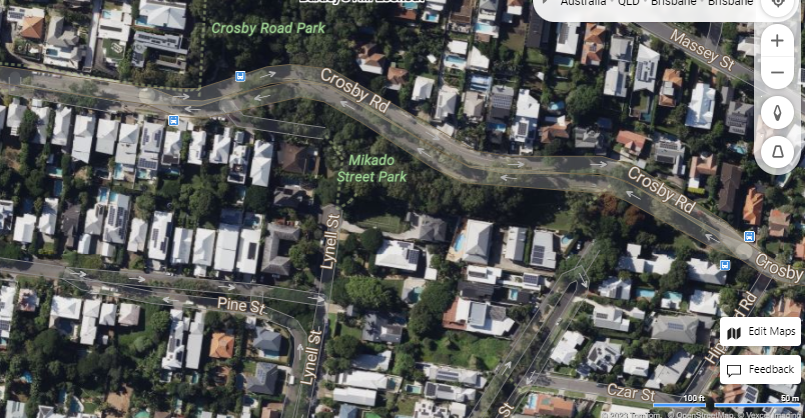 Australia · QLD · Brisbane · Brisbane
Crosby Road Park
Massey St
Crosby Rd
Mikado
Street Park
Crosby Rd
Lynell St
Crosby
Pine St
Lynell St
Edit Maps
Feedback
Czar St
100 ft
50 m
© 2023 TomTom, © OpenStreetMap, © Vexcel Imaging